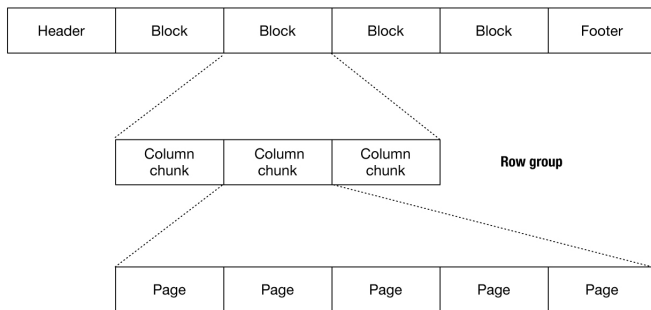 Header Block Block Block Block Footer
Column Column Column
chunk chunk chunk
Row group
Page Page Page Page Page